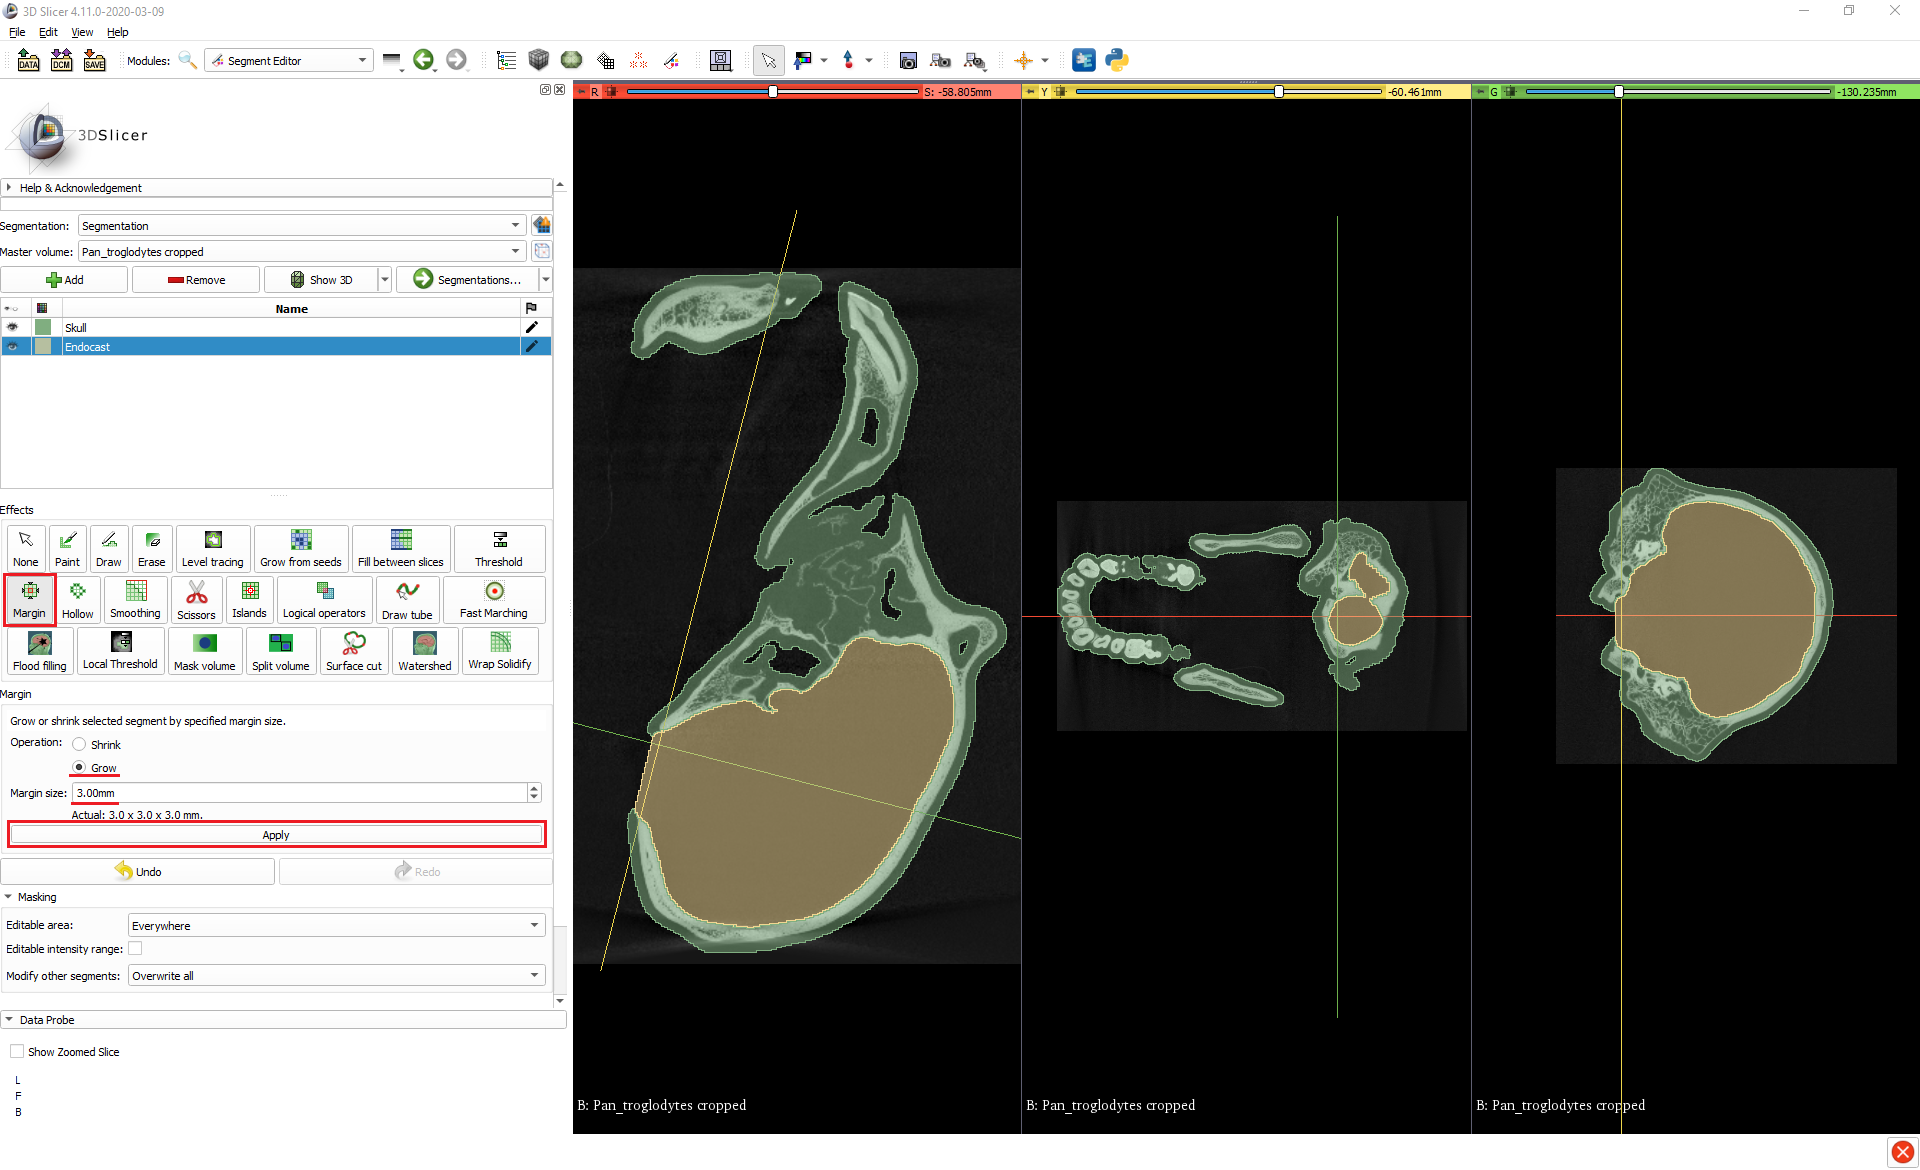 3D Slicer 4.11.0-2020-03-09
File Edit View Help
DATA DCM SAVE Modules: Segment Editor
R S: -58.805mm Y -60.461mm G -130.235mm
3DSlicer
Help & Acknowledgement
Segmentation: Segmentation
Master volume: Pan_troglodytes cropped
Add Remove Show 3D Segmentations...
Name
Skull
Endocast
Effects
None Paint Draw Erase Level tracing Grow from seeds Fill between slices Threshold
Margin Hollow Smoothing Scissors Islands Logical operators Draw tube Fast Marching
Flood filling Local Threshold Mask volume Split volume Surface cut Watershed Wrap Solidify
Margin
Grow or shrink selected segment by specified margin size.
Operation: Shrink
Grow
Margin size: 3.00mm
Actual: 3.0 x 3.0 x 3.0 mm.
Apply
Undo Redo
Masking
Editable area: Everywhere
Editable intensity range:
Modify other segments: Overwrite all
Data Probe
Show Zoomed Slice
L
F
B
B: Pan_troglodytes cropped B: Pan_troglodytes cropped B: Pan_troglodytes cropped